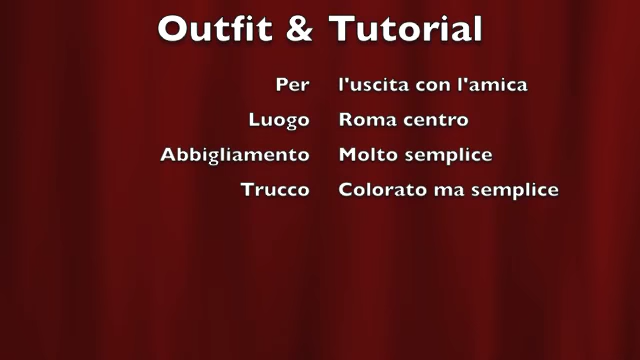 Outfit & Tutorial
Per l'uscita con l'amica
Luogo Roma centro
Abbigliamento Molto semplice
Trucco Colorato ma semplice